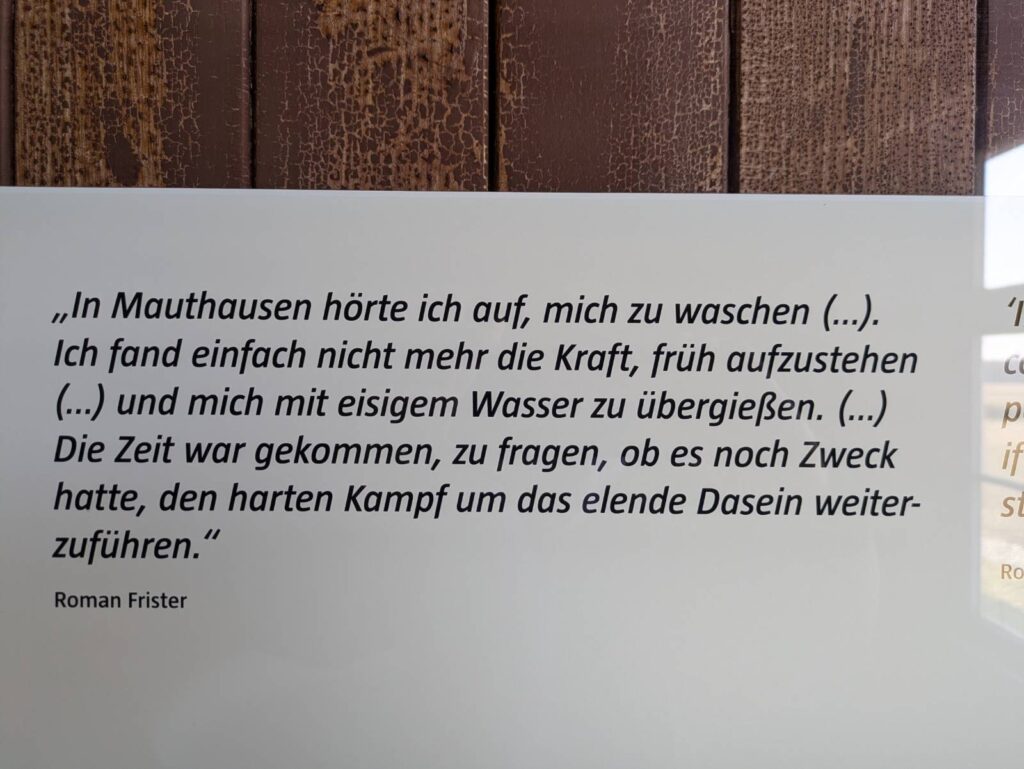 „In Mauthausen hörte ich auf, mich zu waschen (...).
Ich fand einfach nicht mehr die Kraft, früh aufzustehen
(...) und mich mit eisigem Wasser zu übergießen. (...)
Die Zeit war gekommen, zu fragen, ob es noch Zweck
hatte, den harten Kampf um das elende Dasein weiter-
zuführen.“
Roman Frister